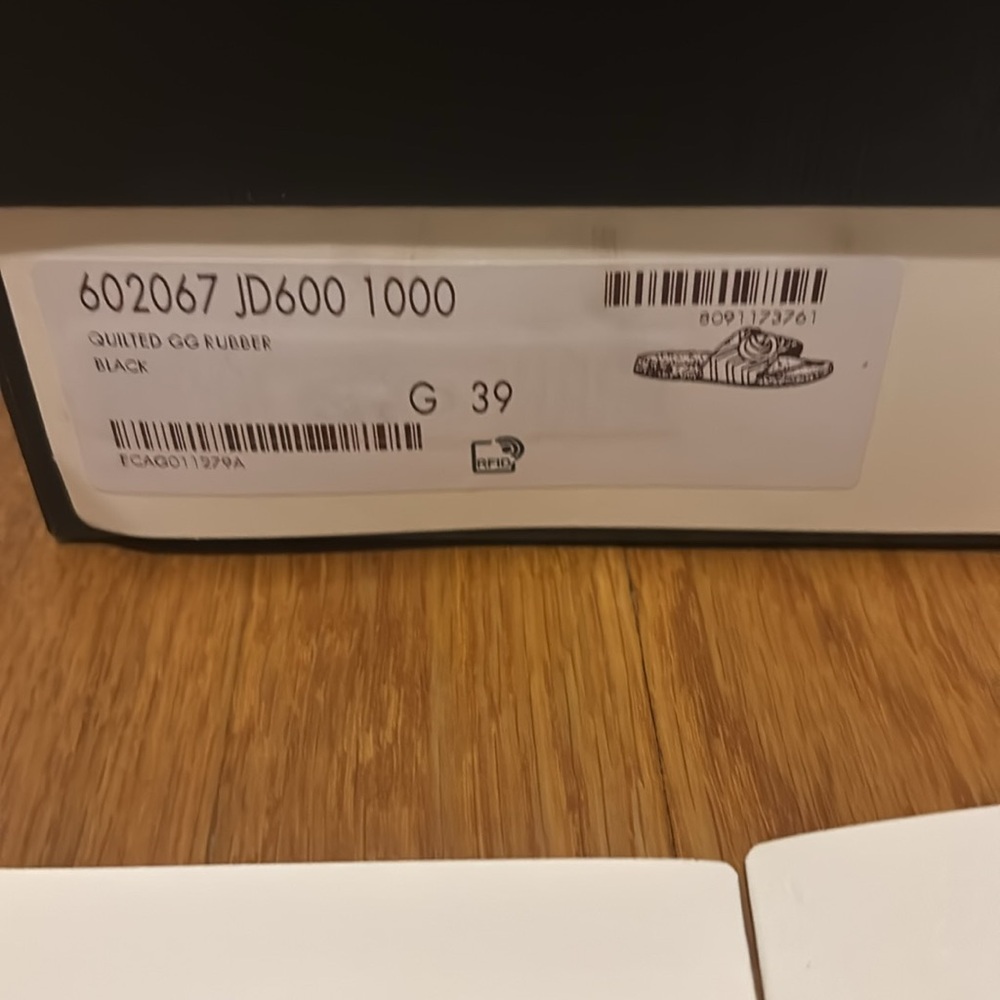 602067 JD600 1000
8091173761
QUILTED GG RUBBER
BLACK
G 39
ECAG011279A
RFID